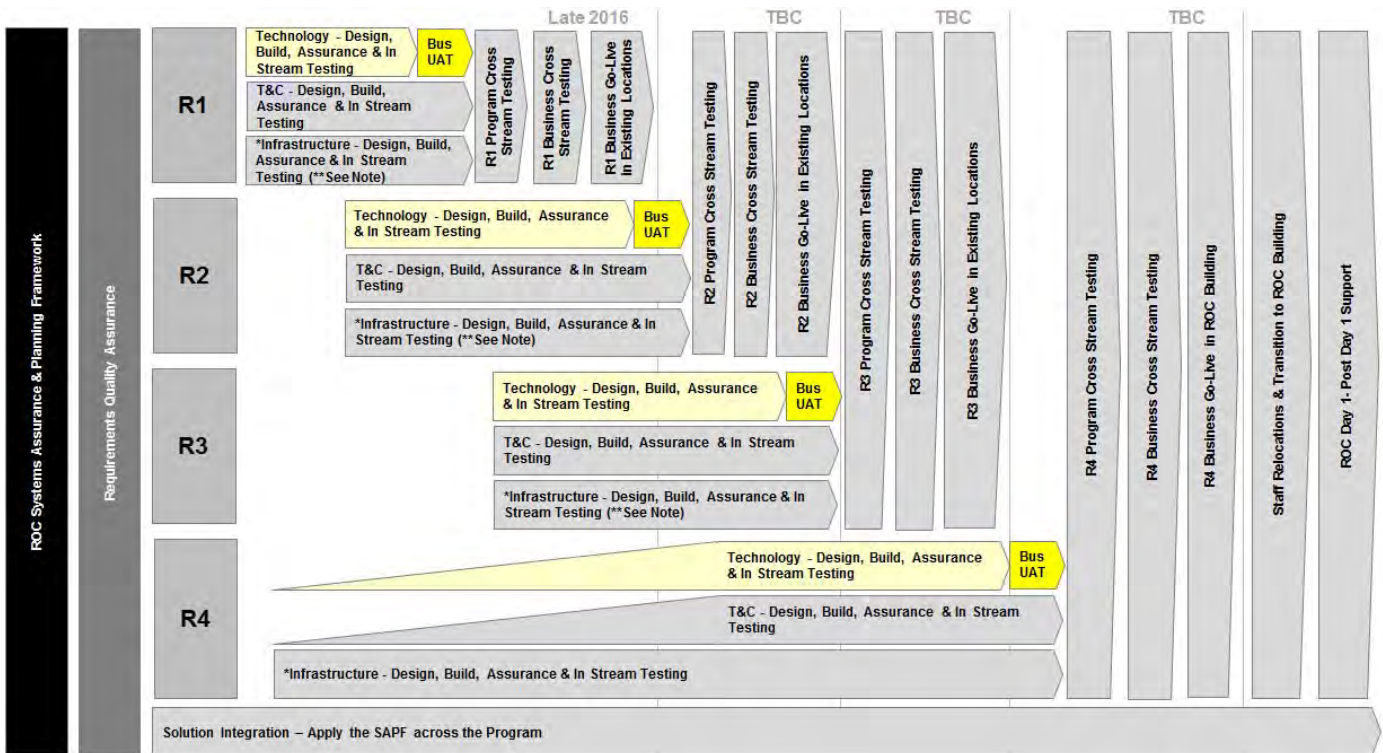 Late 2016
TBC
TBC
TBC
ROC Systems Assurance & Planning Framework
Requirements Quality Assurance
R1
Technology - Design,
Build, Assurance & In
Stream Testing
Bus
UAT
T&C - Design, Build,
Assurance & In Stream
Testing
*Infrastructure - Design, Build,
Assurance & In Stream
Testing (**See Note)
R1 Program Cross
Stream Testing
R1 Business Cross
Stream Testing
R1 Business Go-Live
in Existing Locations
R2
Technology - Design, Build, Assurance
& In Stream Testing
Bus
UAT
T&C - Design, Build, Assurance & In Stream
Testing
*Infrastructure - Design, Build, Assurance & In
Stream Testing (**See Note)
R2 Program Cross Stream Testing
R2 Business Cross Stream Testing
R2 Business Go-Live in Existing Locations
R3
Technology - Design, Build, Assurance
& In Stream Testing
Bus
UAT
T&C - Design, Build, Assurance & In Stream
Testing
*Infrastructure - Design, Build, Assurance & In
Stream Testing (**See Note)
R3 Program Cross Stream Testing
R3 Business Cross Stream Testing
R3 Business Go-Live in Existing Locations
R4
Technology - Design, Build, Assurance
& In Stream Testing
Bus
UAT
T&C - Design, Build, Assurance & In Stream
Testing
*Infrastructure - Design, Build, Assurance & In Stream Testing
R4 Program Cross Stream Testing
R4 Business Cross Stream Testing
R4 Business Go-Live in ROC Building
Staff Relocations & Transition to ROC Building
ROC Day 1- Post Day 1 Support
Solution Integration – Apply the SAPF across the Program